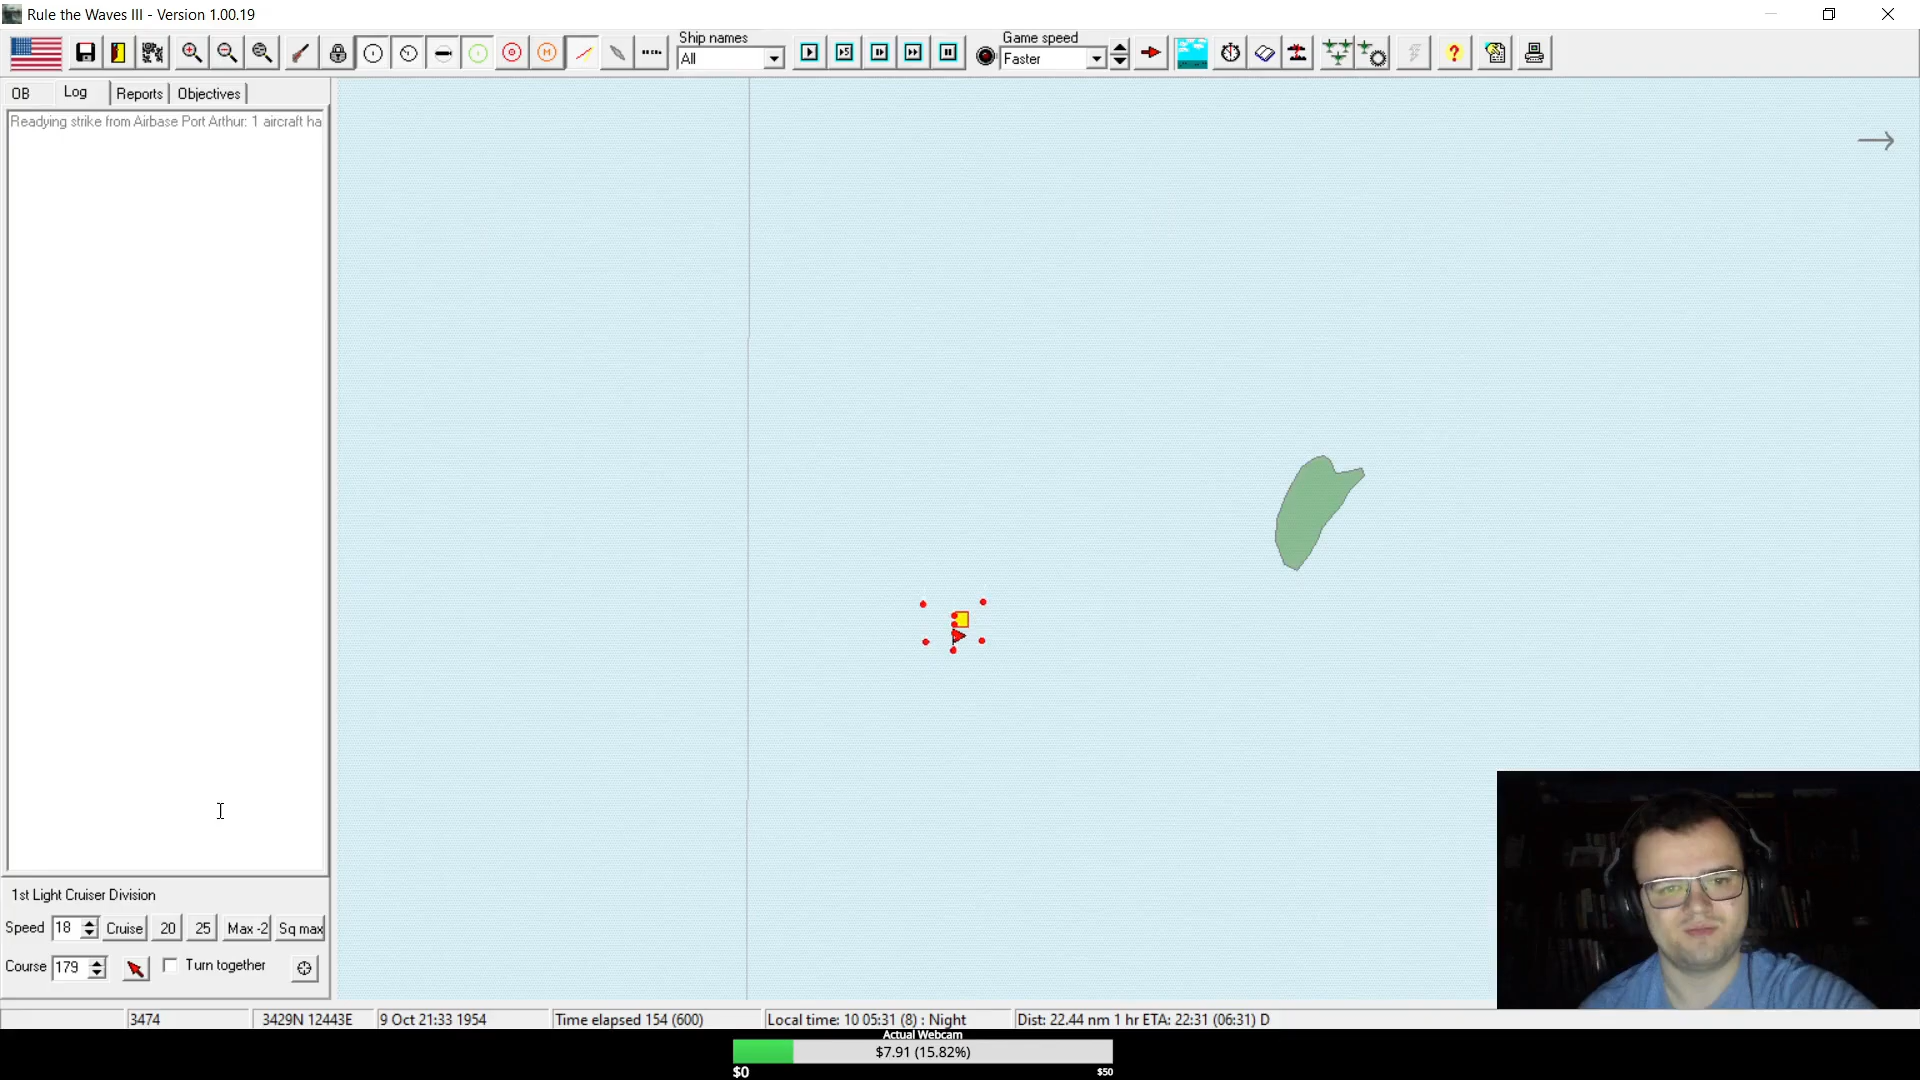 Rule the Waves III - Version 1.00.19
Ship names
All
Game speed
Faster
OB
Log
Reports
Objectives
Readying strike from Airbase Port Arthur: 1 aircraft ha
1st Light Cruiser Division
Speed 18 Cruise 20 25 Max -2 Sq max
Course 179 Turn together
3474
3429N 12443E
9 Oct 21:33 1954
Time elapsed 154 (600)
Local time: 10 05:31 (8) : Night
Dist: 22.44 nm 1 hr ETA: 22:31 (06:31) D
Actual Webcam
$7.91 (15.82%)
$0
$50